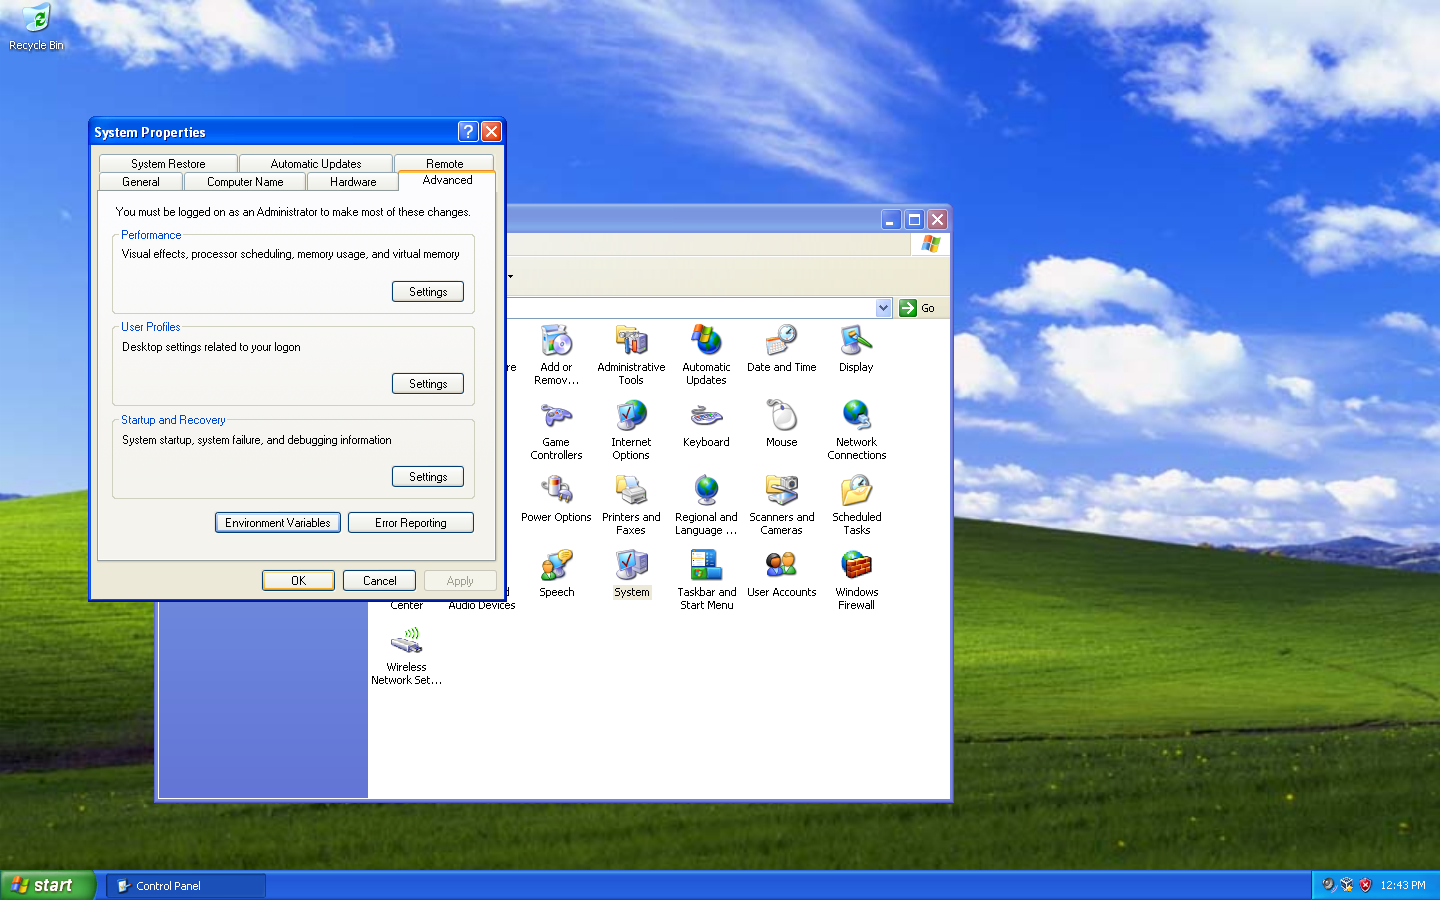 Recycle Bin
System Properties
System Restore
Automatic Updates
Remote
General
Computer Name
Hardware
Advanced
You must be logged on as an Administrator to make most of these changes.
Performance
Visual effects, processor scheduling, memory usage, and virtual memory
Settings
User Profiles
Desktop settings related to your logon
Settings
Startup and Recovery
System startup, system failure, and debugging information
Settings
Environment Variables
Error Reporting
OK
Cancel
Apply
Go
re
Add or
Remov...
Administrative
Tools
Automatic
Updates
Date and Time
Display
Game
Controllers
Internet
Options
Keyboard
Mouse
Network
Connections
Power Options
Printers and
Faxes
Regional and
Language ...
Scanners and
Cameras
Scheduled
Tasks
Center
Audio Devices
Speech
System
Taskbar and
Start Menu
User Accounts
Windows
Firewall
Wireless
Network Set...
start
Control Panel
12:43 PM